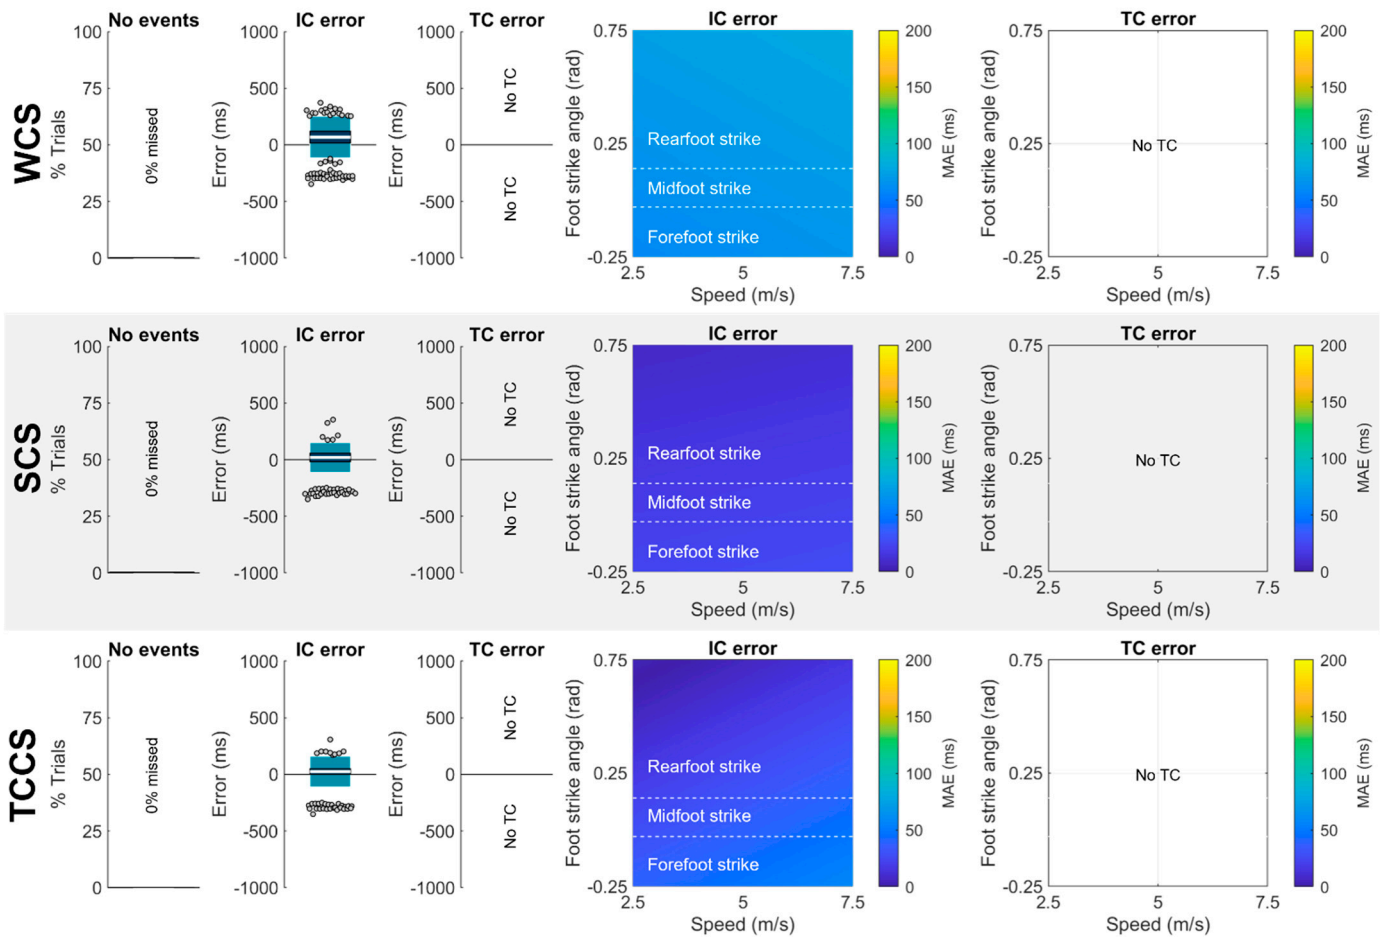 WCS
No events
% Trials
100
75
50
25
0
0% missed
IC error
Error (ms)
1000
500
0
-500
-1000
TC error
Error (ms)
1000
500
0
-500
-1000
No TC
No TC
IC error
Foot strike angle (rad)
0.75
0.25
-0.25
Rearfoot strike
Midfoot strike
Forefoot strike
2.5
5
7.5
Speed (m/s)
200
150
100
50
0
MAE (ms)
TC error
Foot strike angle (rad)
0.75
0.25
-0.25
No TC
2.5
5
7.5
Speed (m/s)
200
150
100
50
0
MAE (ms)
SCS
No events
% Trials
100
75
50
25
0
0% missed
IC error
Error (ms)
1000
500
0
-500
-1000
TC error
Error (ms)
1000
500
0
-500
-1000
No TC
No TC
IC error
Foot strike angle (rad)
0.75
0.25
-0.25
Rearfoot strike
Midfoot strike
Forefoot strike
2.5
5
7.5
Speed (m/s)
200
150
100
50
0
MAE (ms)
TC error
Foot strike angle (rad)
0.75
0.25
-0.25
No TC
2.5
5
7.5
Speed (m/s)
200
150
100
50
0
MAE (ms)
TCCS
No events
% Trials
100
75
50
25
0
0% missed
IC error
Error (ms)
1000
500
0
-500
-1000
TC error
Error (ms)
1000
500
0
-500
-1000
No TC
No TC
IC error
Foot strike angle (rad)
0.75
0.25
-0.25
Rearfoot strike
Midfoot strike
Forefoot strike
2.5
5
7.5
Speed (m/s)
200
150
100
50
0
MAE (ms)
TC error
Foot strike angle (rad)
0.75
0.25
-0.25
No TC
2.5
5
7.5
Speed (m/s)
200
150
100
50
0
MAE (ms)